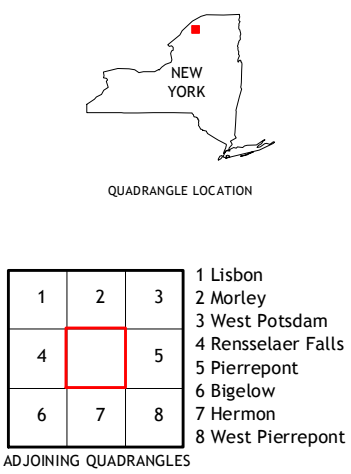 NEW
YORK
QUADRANGLE LOCATION
1 2 3
4 5
6 7 8
1 Lisbon
2 Morley
3 West Potsdam
4 Rensselaer Falls
5 Pierrepont
6 Bigelow
7 Hermon
8 West Pierrepont
ADJOINING QUADRANGLES